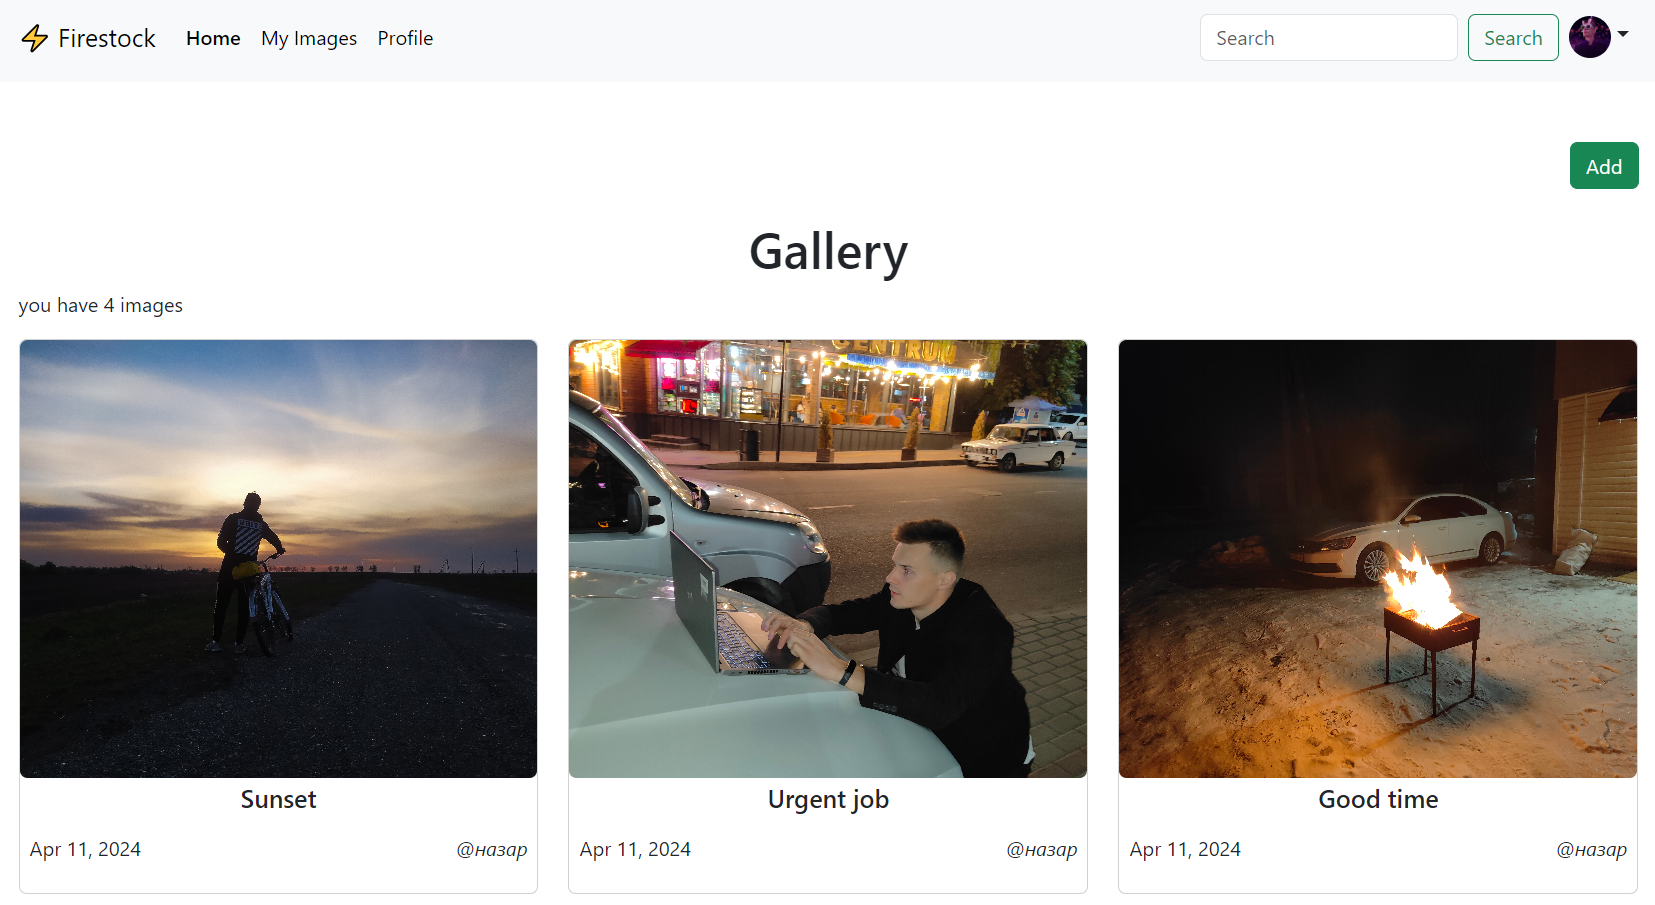 Firestock Home My Images Profile Search Search
Add
Gallery
you have 4 images
CENTRUM
Sunset Urgent job Good time
Apr 11, 2024 @назар Apr 11, 2024 @назар Apr 11, 2024 @назар